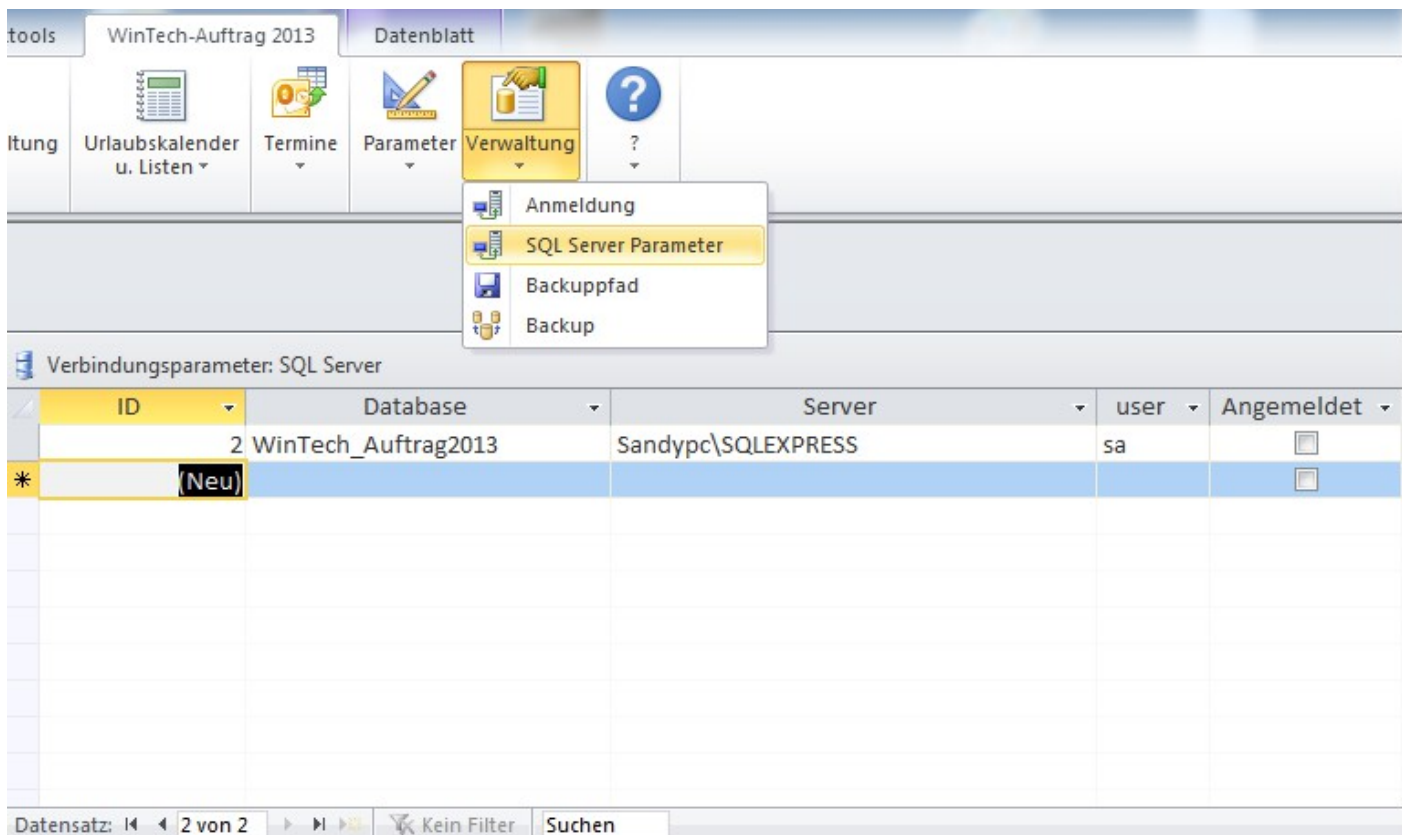 ttools WinTech-Auftrag 2013 Datenblatt
ltung Urlaubskalender u. Listen Termine Parameter Verwaltung ?
Anmeldung
SQL Server Parameter
Backuppfad
Backup
Verbindungsparameter: SQL Server
ID Database Server user Angemeldet
2 WinTech_Auftrag2013 Sandypc\SQLEXPRESS sa
* (Neu)
Datensatz: 2 von 2 Kein Filter Suchen